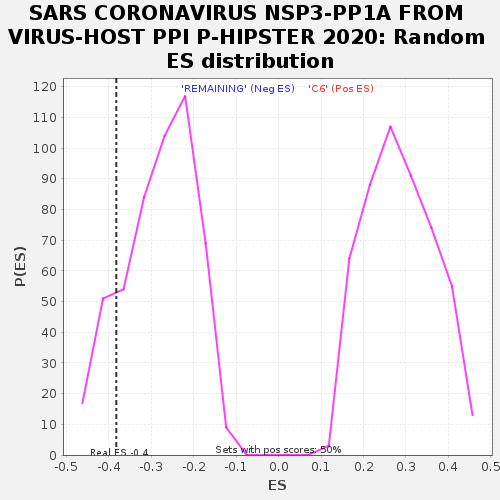 SARS CORONAVIRUS NSP3-PP1A FROM
VIRUS-HOST PPI P-HIPSTER 2020: Random
ES distribution
'REMAINING' (Neg ES) 'C6' (Pos ES)
120
110
100
90
80
70
60
50
40
30
20
10
0
P(ES)
Real ES -0.4
Sets with pos scores: 50%
-0.5 -0.4 -0.3 -0.2 -0.1 0.0 0.1 0.2 0.3 0.4 0.5
ES